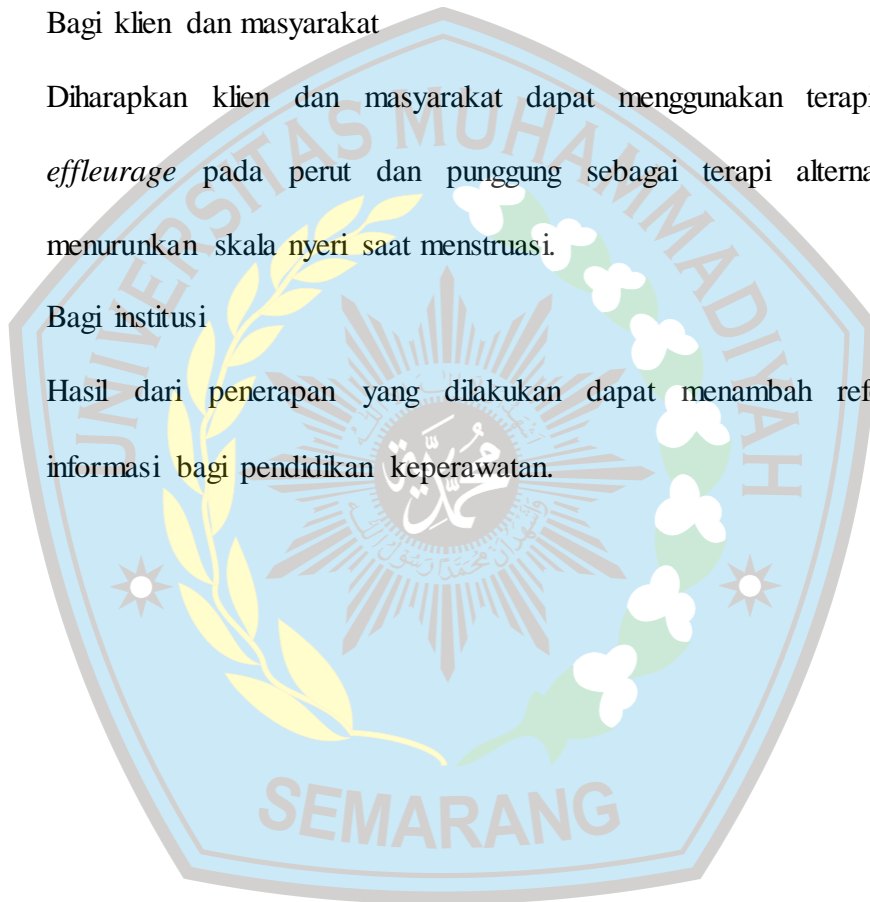 Bagi klien dan masyarakat
Diharapkan klien dan masyarakat dapat menggunakan terapi
effleurage pada perut dan punggung sebagai terapi alterna
menurunkan skala nyeri saat menstruasi.
Bagi institusi
Hasil dari penerapan yang dilakukan dapat menambah ref
informasi bagi pendidikan keperawatan.
UNIVERSITAS MUHAMMADIYAH
محمد
SEMARANG